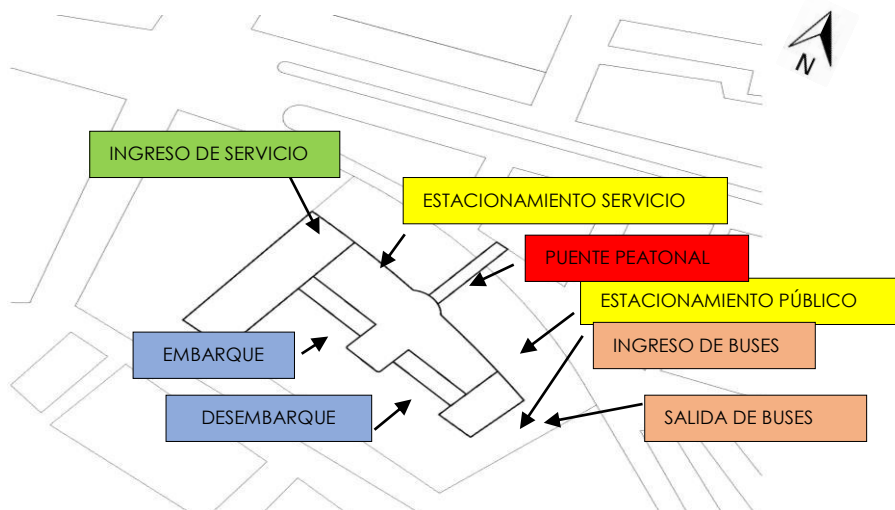 N
INGRESO DE SERVICIO
ESTACIONAMIENTO SERVICIO
PUENTE PEATONAL
ESTACIONAMIENTO PÚBLICO
INGRESO DE BUSES
EMBARQUE
DESEMBARQUE
SALIDA DE BUSES